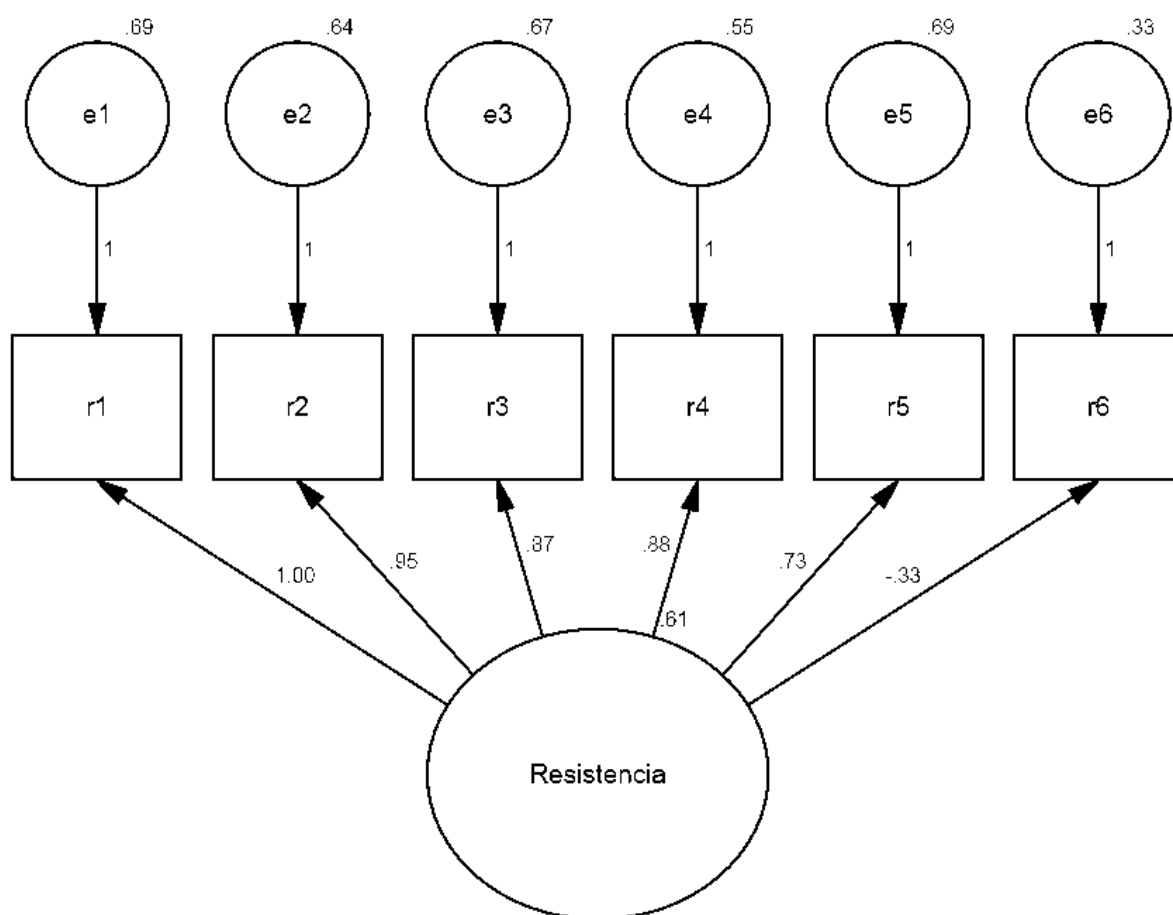 .69 .64 .67 .55 .69 .33
e1 e2 e3 e4 e5 e6
1 1 1 1 1 1
r1 r2 r3 r4 r5 r6
1.00 .95 .87 .88 .73 -.33
.61
Resistencia